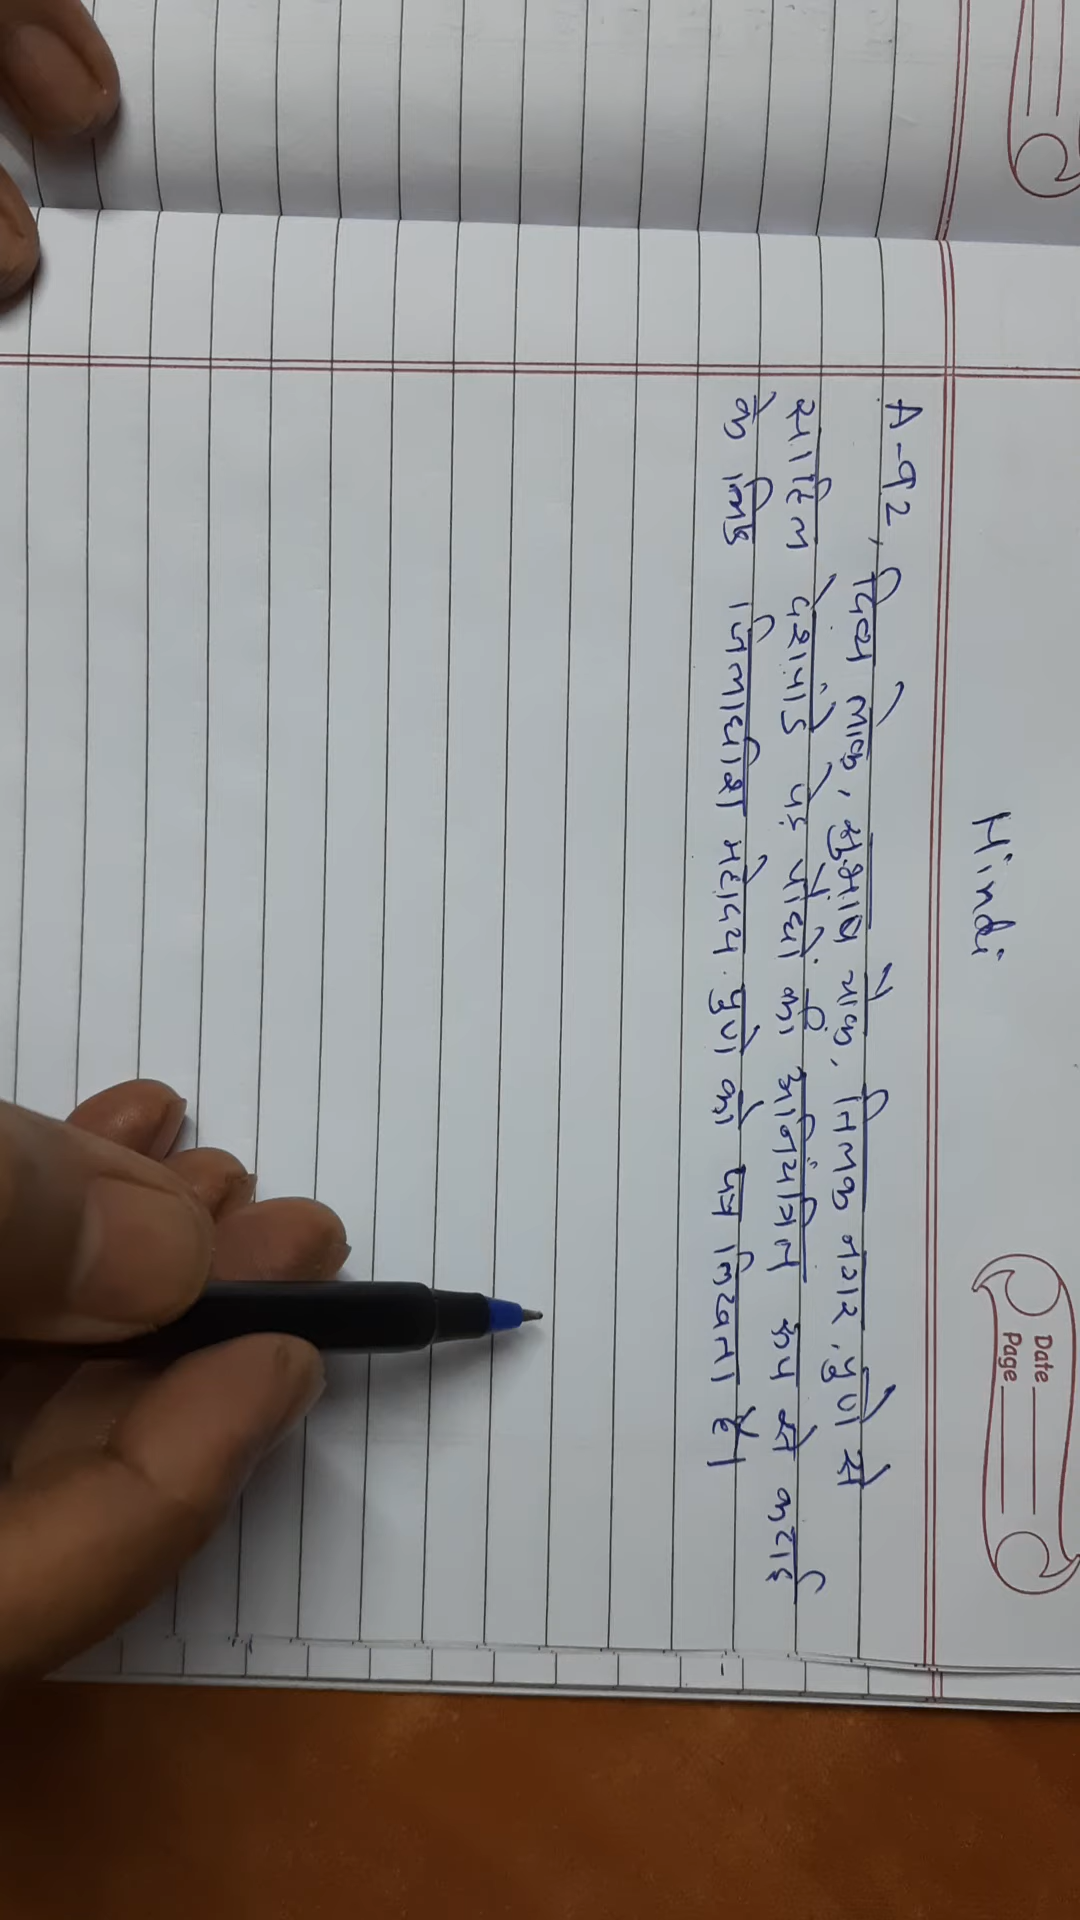 Hindi
Date
Page
A-92, दिव्य लोक, सुभाष चौक, तिलक नगर, पुणे से
साहिल देशपांडे पेड़ पौधों की अनियंत्रित रूप से कटाई
के लिए जिलाधीश महोदय पुणे को पत्र लिखता है।